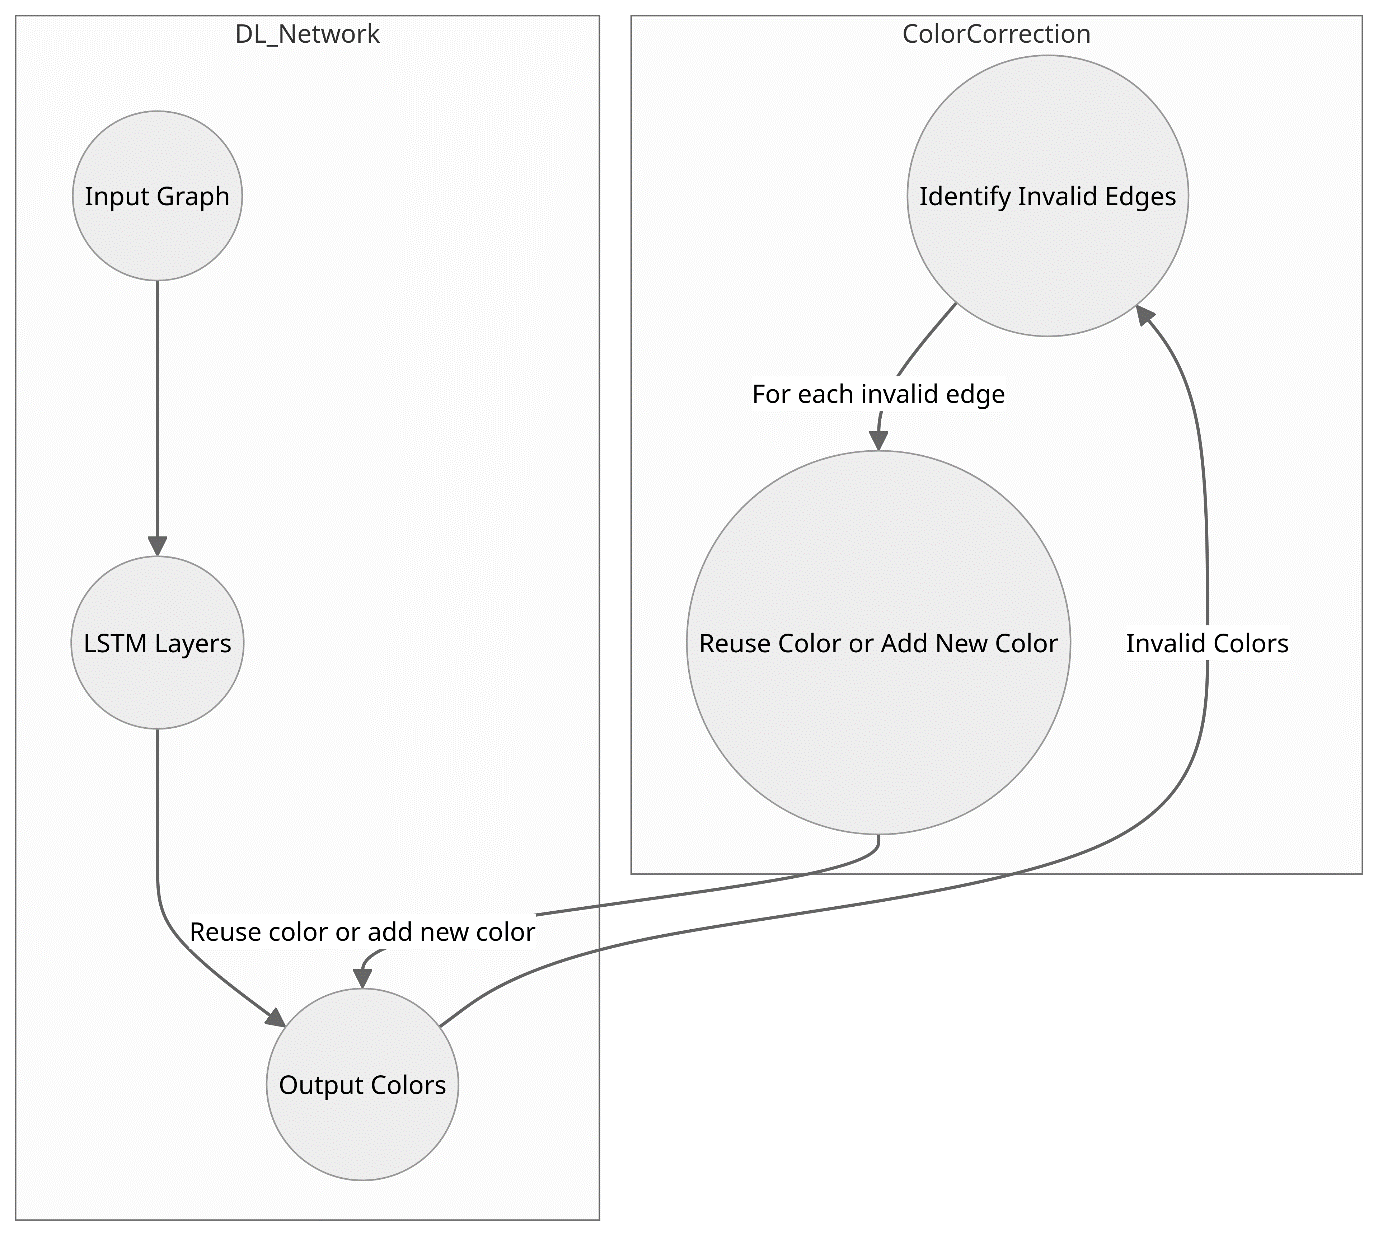 DL_Network
Input Graph
LSTM Layers
Reuse color or add new color
Output Colors
ColorCorrection
Identify Invalid Edges
For each invalid edge
Reuse Color or Add New Color
Invalid Colors